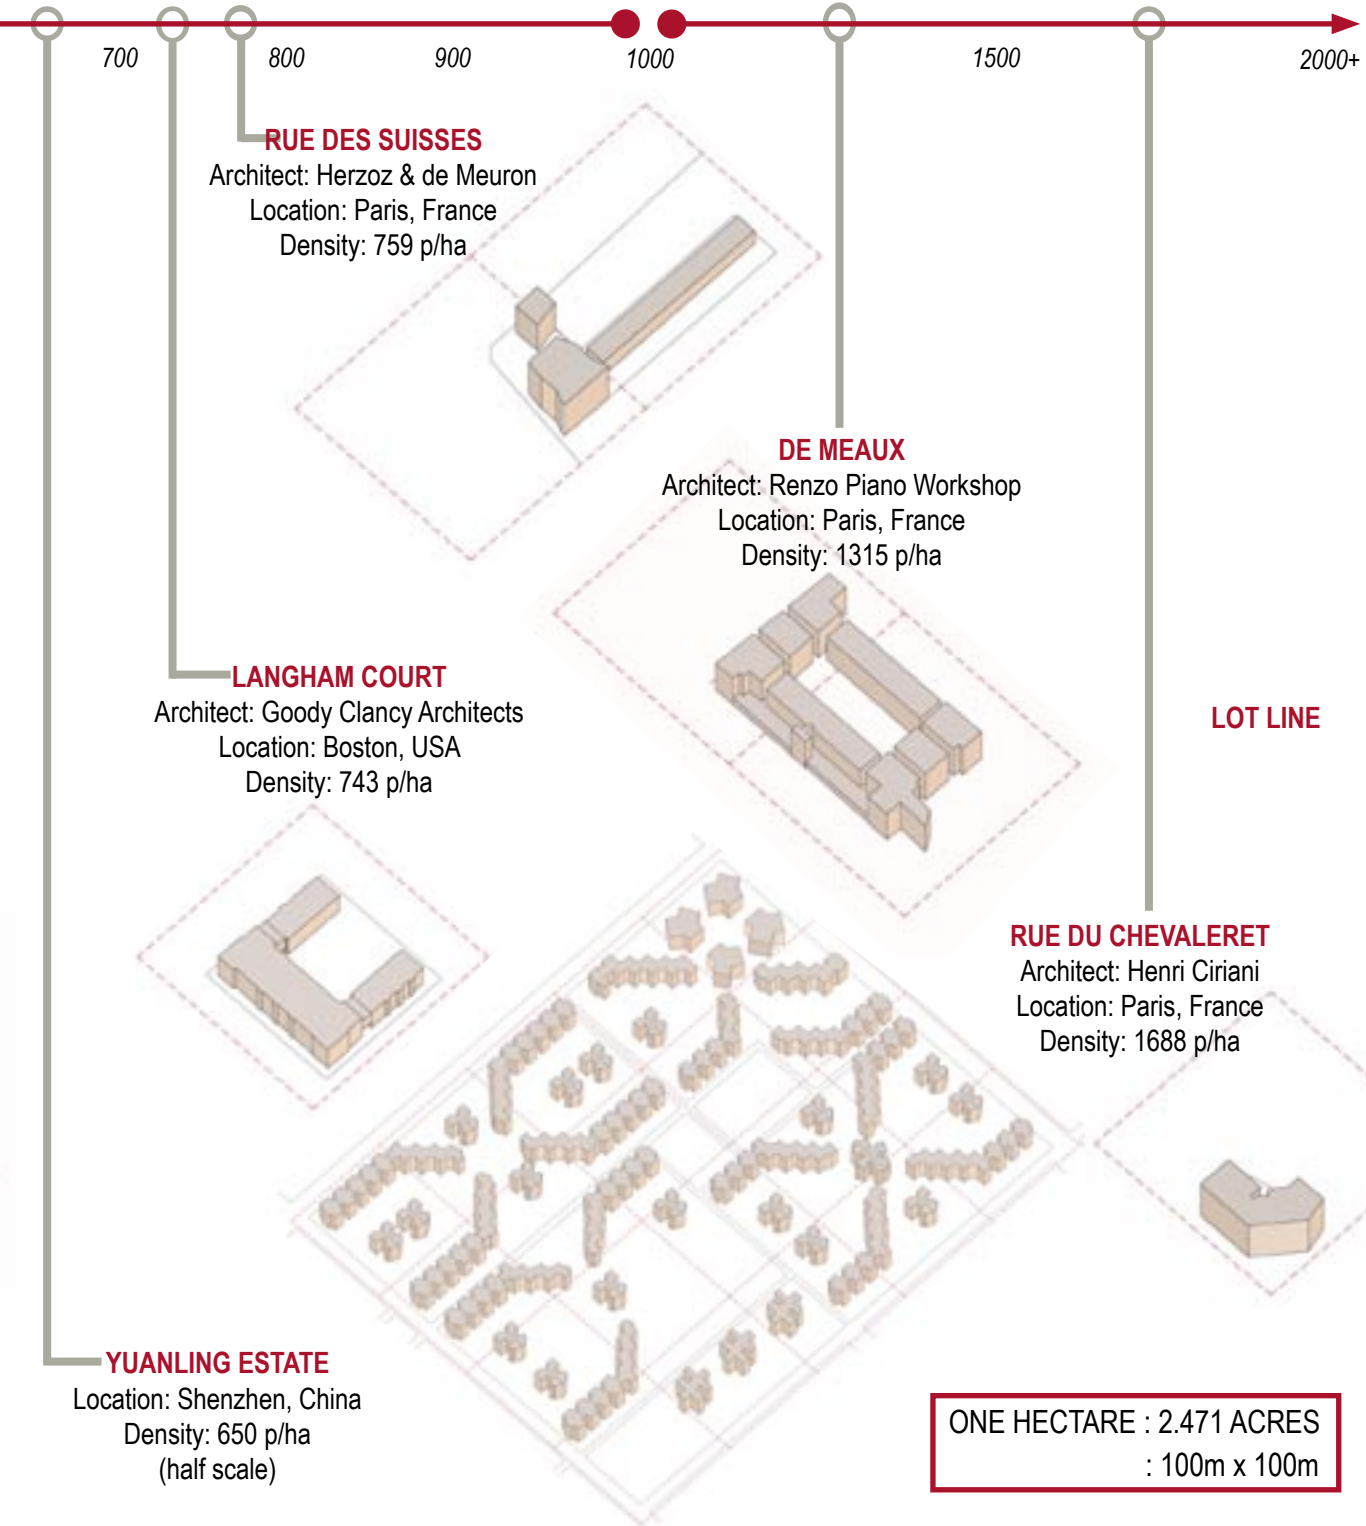 700 800 900 1000 1500 2000+
RUE DES SUISSES
Architect: Herzoz & de Meuron
Location: Paris, France
Density: 759 p/ha
DE MEAUX
Architect: Renzo Piano Workshop
Location: Paris, France
Density: 1315 p/ha
LANGHAM COURT
Architect: Goody Clancy Architects
Location: Boston, USA
Density: 743 p/ha
LOT LINE
RUE DU CHEVALERET
Architect: Henri Ciriani
Location: Paris, France
Density: 1688 p/ha
YUANLING ESTATE
Location: Shenzhen, China
Density: 650 p/ha
(half scale)
ONE HECTARE : 2.471 ACRES
: 100m x 100m